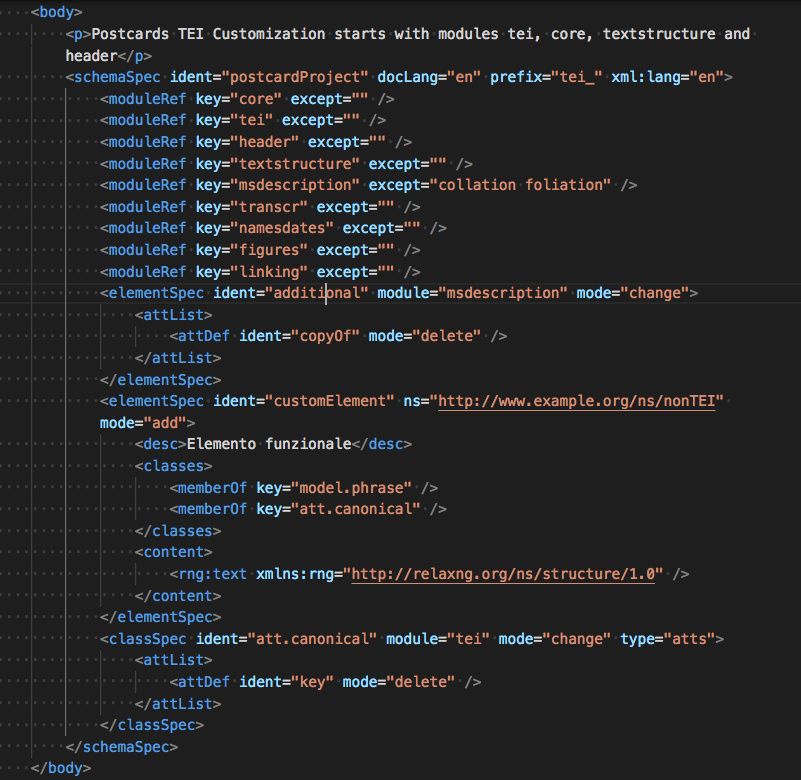 <body>
<p>Postcards TEI Customization starts with modules tei, core, textstructure and
header</p>
<schemaSpec ident="postcardProject" docLang="en" prefix="tei_" xml:lang="en">
<moduleRef key="core" except="" />
<moduleRef key="tei" except="" />
<moduleRef key="header" except="" />
<moduleRef key="textstructure" except="" />
<moduleRef key="msdescription" except="collation foliation" />
<moduleRef key="transcr" except="" />
<moduleRef key="namesdates" except="" />
<moduleRef key="figures" except="" />
<moduleRef key="linking" except="" />
<elementSpec ident="additional" module="msdescription" mode="change">
<attList>
<attDef ident="copyOf" mode="delete" />
</attList>
</elementSpec>
<elementSpec ident="customElement" ns="http://www.example.org/ns/nonTEI"
mode="add">
<desc>Elemento funzionale</desc>
<classes>
<memberOf key="model.phrase" />
<memberOf key="att.canonical" />
</classes>
<content>
<rng:text xmlns:rng="http://relaxng.org/ns/structure/1.0" />
</content>
</elementSpec>
<classSpec ident="att.canonical" module="tei" mode="change" type="atts">
<attList>
<attDef ident="key" mode="delete" />
</attList>
</classSpec>
</schemaSpec>
</body>